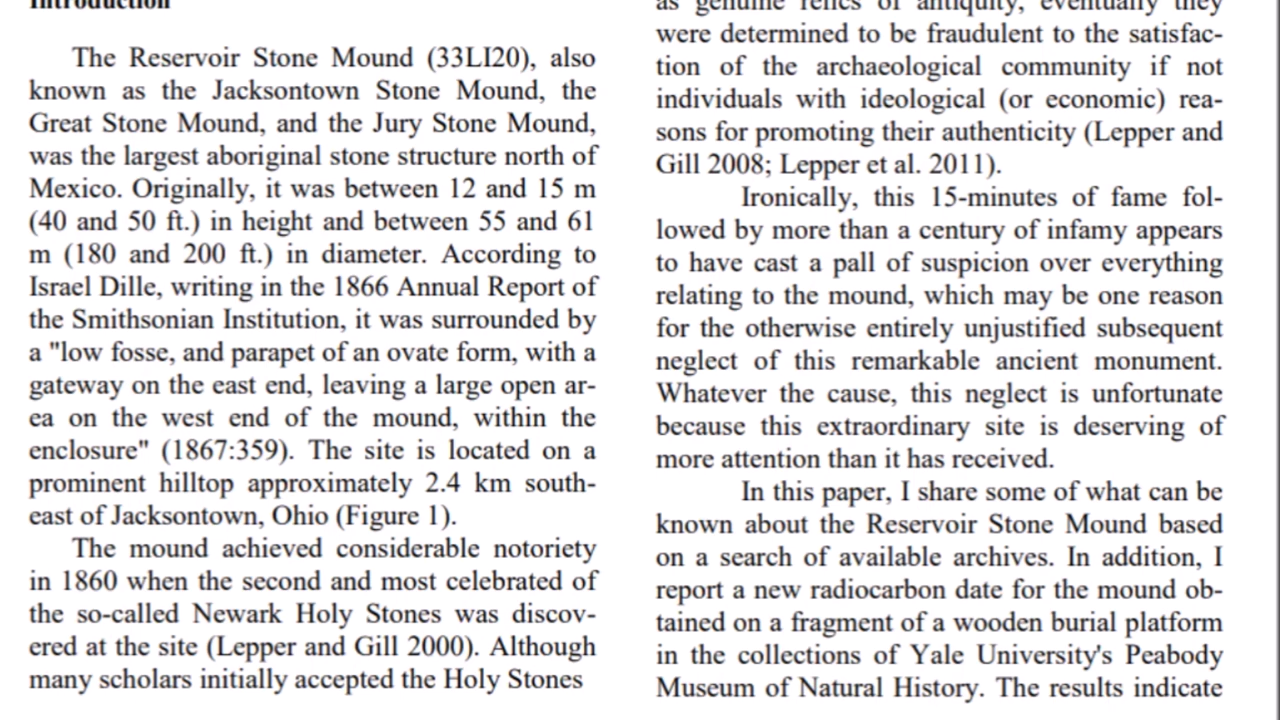 Introduction
The Reservoir Stone Mound (33LI20), also
known as the Jacksontown Stone Mound, the
Great Stone Mound, and the Jury Stone Mound,
was the largest aboriginal stone structure north of
Mexico. Originally, it was between 12 and 15 m
(40 and 50 ft.) in height and between 55 and 61
m (180 and 200 ft.) in diameter. According to
Israel Dille, writing in the 1866 Annual Report of
the Smithsonian Institution, it was surrounded by
a "low fosse, and parapet of an ovate form, with a
gateway on the east end, leaving a large open ar-
ea on the west end of the mound, within the
enclosure" (1867:359). The site is located on a
prominent hilltop approximately 2.4 km south-
east of Jacksontown, Ohio (Figure 1).
The mound achieved considerable notoriety
in 1860 when the second and most celebrated of
the so-called Newark Holy Stones was discov-
ered at the site (Lepper and Gill 2000). Although
many scholars initially accepted the Holy Stones
as genuine relics of antiquity, eventually they
were determined to be fraudulent to the satisfac-
tion of the archaeological community if not
individuals with ideological (or economic) rea-
sons for promoting their authenticity (Lepper and
Gill 2008; Lepper et al. 2011).
Ironically, this 15-minutes of fame fol-
lowed by more than a century of infamy appears
to have cast a pall of suspicion over everything
relating to the mound, which may be one reason
for the otherwise entirely unjustified subsequent
neglect of this remarkable ancient monument.
Whatever the cause, this neglect is unfortunate
because this extraordinary site is deserving of
more attention than it has received.
In this paper, I share some of what can be
known about the Reservoir Stone Mound based
on a search of available archives. In addition, I
report a new radiocarbon date for the mound ob-
tained on a fragment of a wooden burial platform
in the collections of Yale University's Peabody
Museum of Natural History. The results indicate